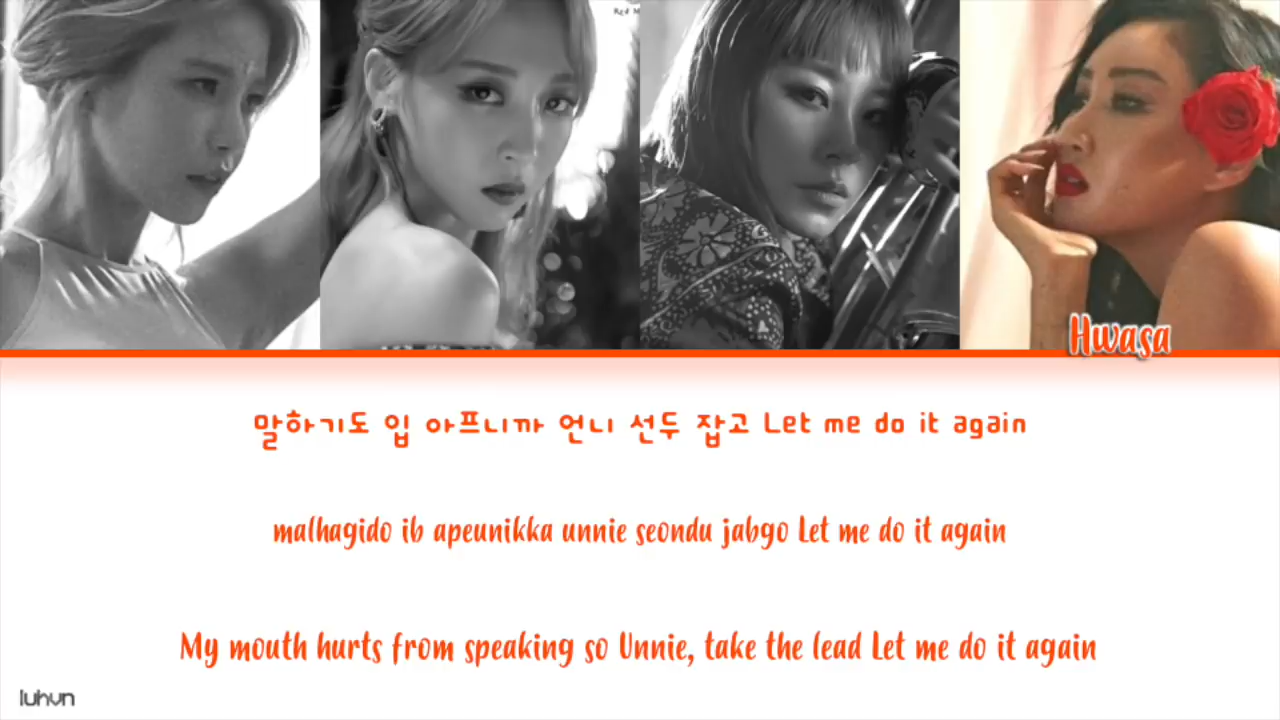 Red M
Hwasa
말하기도 입 아프니까 언니 선두 잡고 Let me do it again
malhagido ib apeunikka unnie seondu jabgo Let me do it again
My mouth hurts from speaking so Unnie, take the lead Let me do it again
luhvn